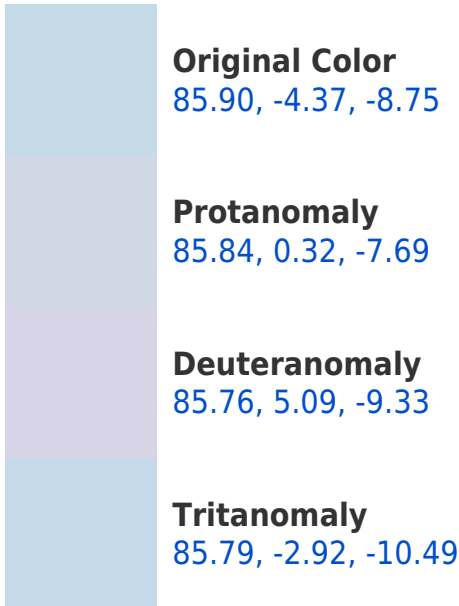 Original Color
85.90, -4.37, -8.75
Protanomaly
85.84, 0.32, -7.69
Deuteranomaly
85.76, 5.09, -9.33
Tritanomaly
85.79, -2.92, -10.49